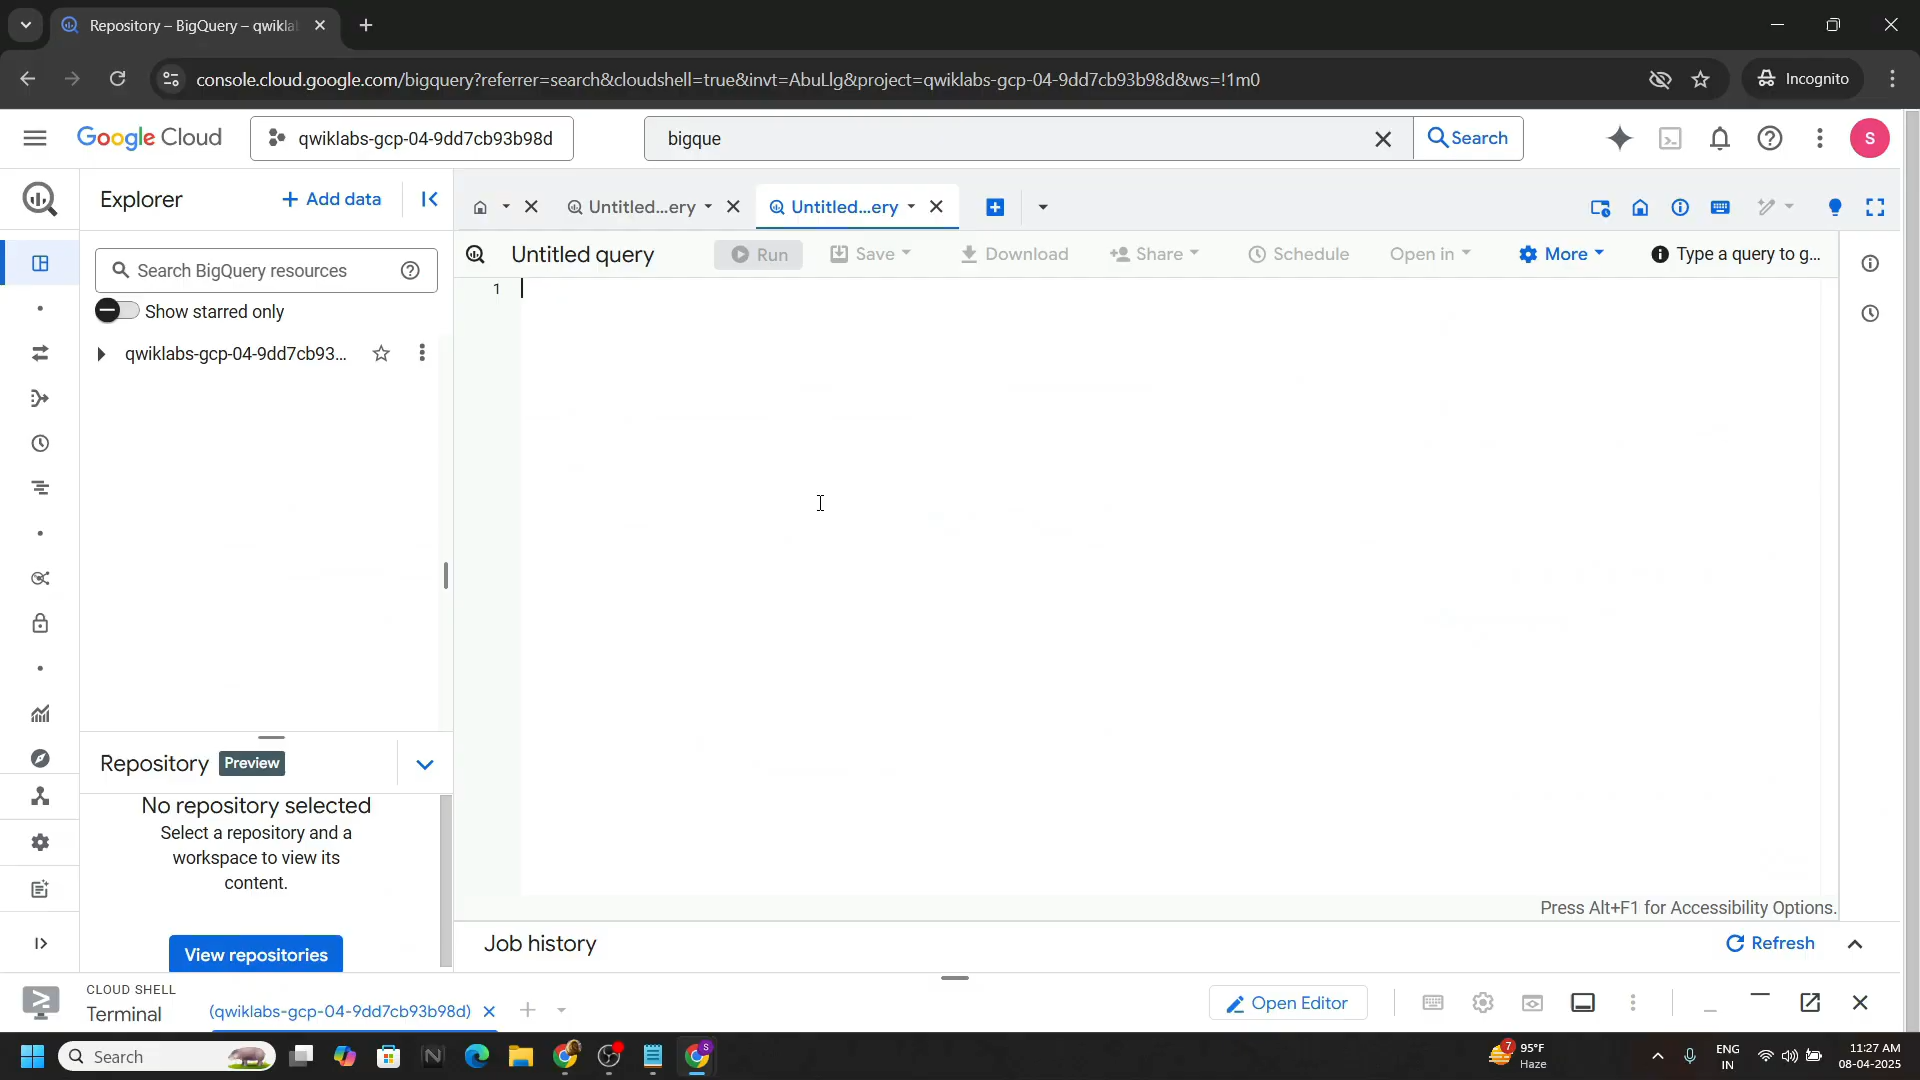 Repository – BigQuery – qwikla
console.cloud.google.com/bigquery?referrer=search&cloudshell=true&invt=AbuLlg&project=qwiklabs-gcp-04-9dd7cb93b98d&ws=!1m0
Incognito
Google Cloud
qwiklabs-gcp-04-9dd7cb93b98d
bigque
Search
S
Explorer
+ Add data
Untitled...ery
Untitled...ery
Search BigQuery resources
Untitled query
Run
Save
Download
Share
Schedule
Open in
More
Type a query to g...
Show starred only
1
qwiklabs-gcp-04-9dd7cb93...
Repository
Preview
No repository selected
Select a repository and a
workspace to view its
content.
View repositories
Press Alt+F1 for Accessibility Options.
Job history
Refresh
CLOUD SHELL
Terminal
(qwiklabs-gcp-04-9dd7cb93b98d)
Open Editor
Search
7
95°F
Haze
ENG
IN
11:27 AM
08-04-2025